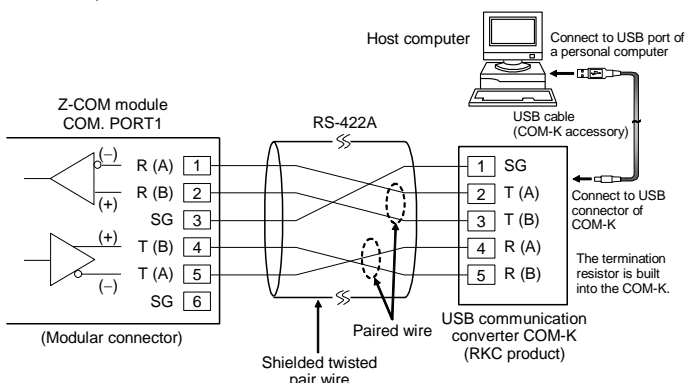 Host computer
Connect to USB port of
a personal computer
USB cable
(COM-K accessory)
Z-COM module
COM. PORT1
RS-422A
(−)
R (A) 1
R (B) 2
(+)
SG 3
(+)
T (B) 4
T (A) 5
(−)
SG 6
(Modular connector)
1 SG
2 T (A)
3 T (B)
4 R (A)
5 R (B)
Connect to USB
connector of
COM-K
The termination
resistor is built
into the COM-K.
Paired wire
USB communication
converter COM-K
(RKC product)
Shielded twisted
pair wire